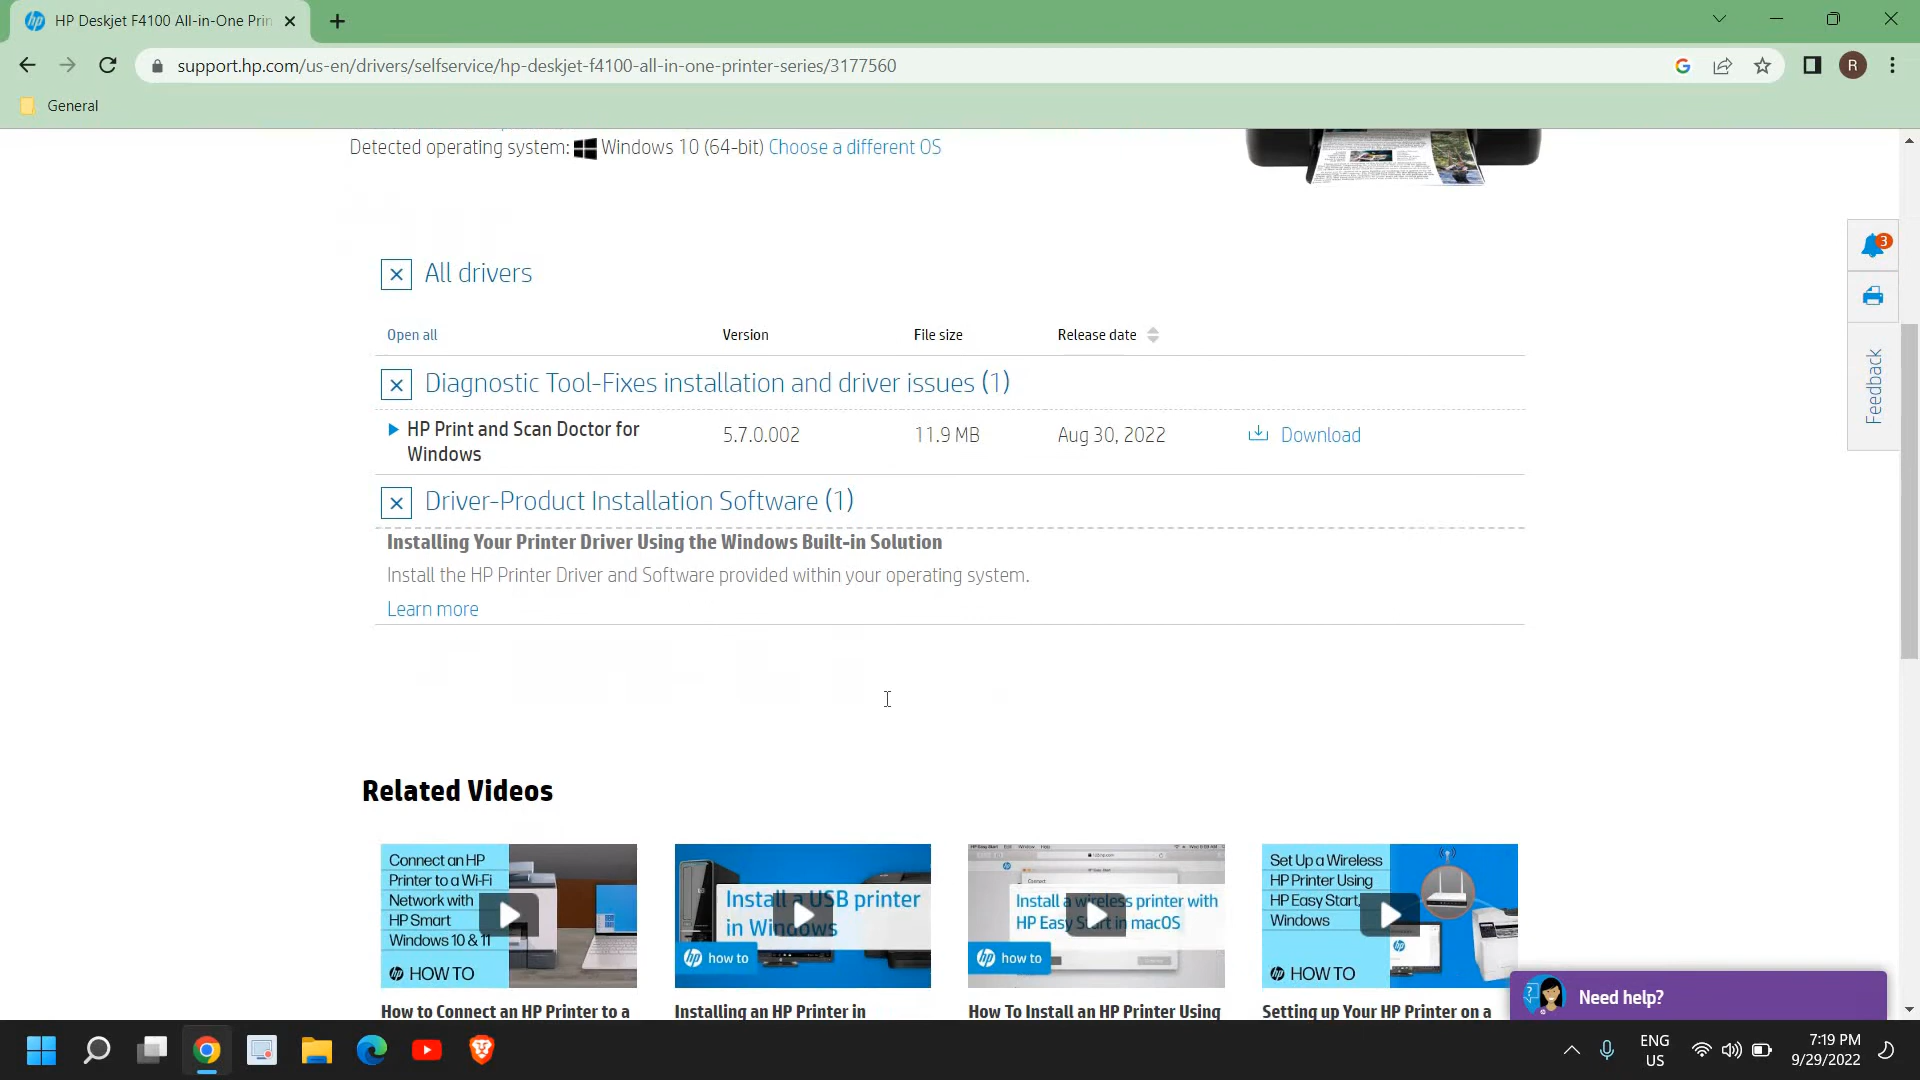 HP Deskjet F4100 All-in-One Prin
support.hp.com/us-en/drivers/selfservice/hp-deskjet-f4100-all-in-one-printer-series/3177560
R
General
Detected operating system: Windows 10 (64-bit) Choose a different OS
3
Feedback
All drivers
Open all Version File size Release date
Diagnostic Tool-Fixes installation and driver issues (1)
HP Print and Scan Doctor for
Windows
5.7.0.002 11.9 MB Aug 30, 2022 Download
Driver-Product Installation Software (1)
Installing Your Printer Driver Using the Windows Built-in Solution
Install the HP Printer Driver and Software provided within your operating system.
Learn more
Related Videos
Connect an HP
Printer to a Wi-Fi
Network with
HP Smart
Windows 10 & 11
HOW TO
Install a USB printer
in Windows
how to
Install a wireless printer with
HP Easy Start in macOS
how to
Set Up a Wireless
HP Printer Using
HP Easy Start,
Windows
HOW TO
How to Connect an HP Printer to a
Installing an HP Printer in
How To Install an HP Printer Using
Setting up Your HP Printer on a
Need help?
ENG
US
7:19 PM
9/29/2022